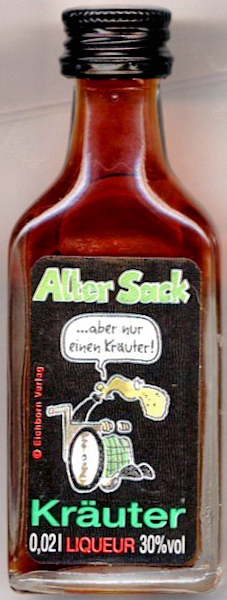 Alter Sack
...aber nur
einen Kräuter!
© Eichborn Verlag
Kräuter
0,02l LIQUEUR 30%vol